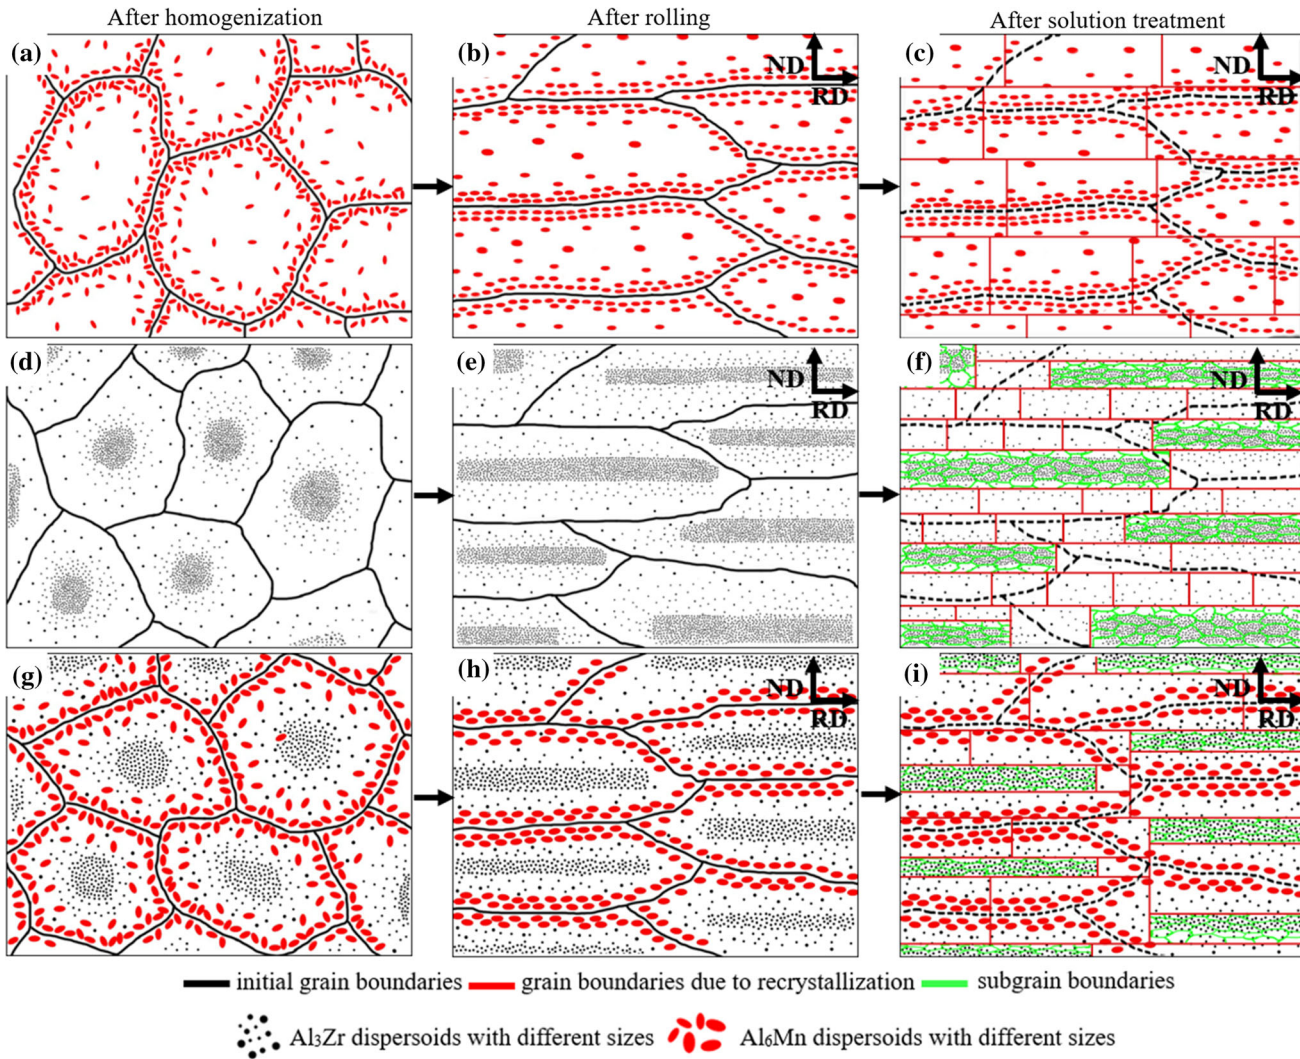 After homogenization
After rolling
After solution treatment
(a)
(b)
ND
RD
(c)
ND
RD
(d)
(e)
ND
RD
(f)
ND
RD
(g)
(h)
ND
RD
(i)
ND
RD
initial grain boundaries
grain boundaries due to recrystallization
subgrain boundaries
Al₃Zr dispersoids with different sizes
Al₆Mn dispersoids with different sizes